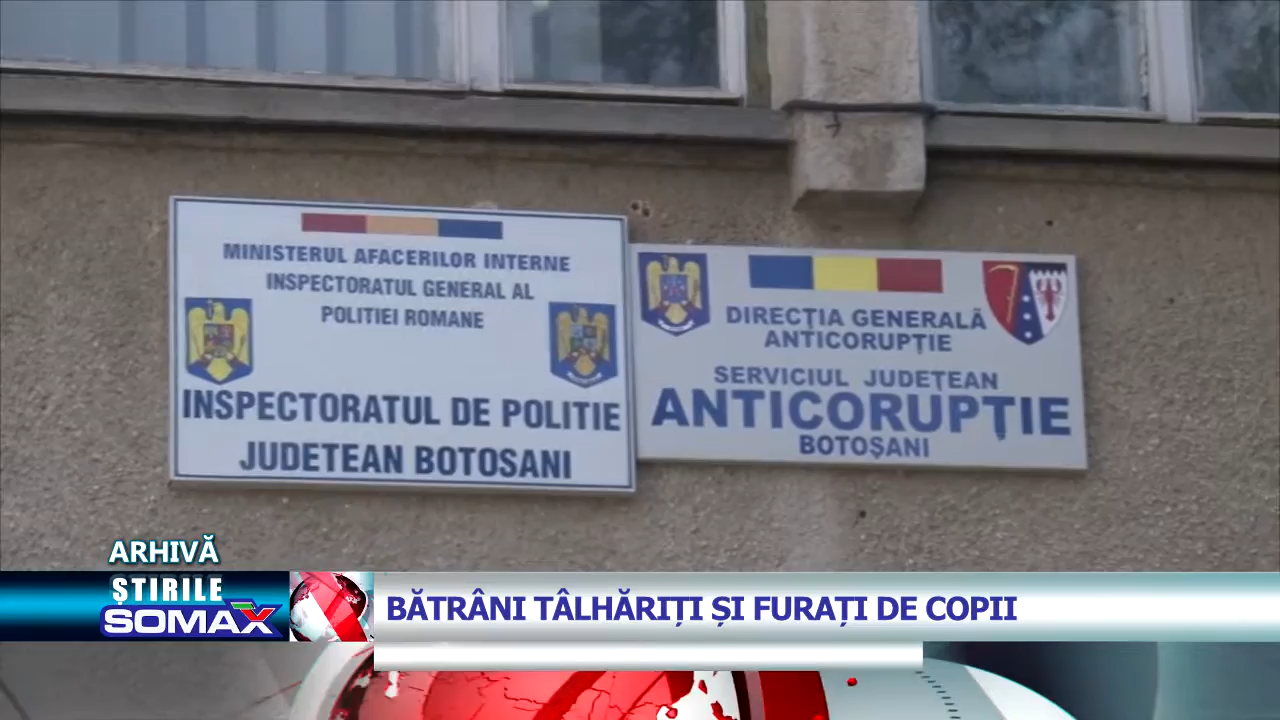 MINISTERUL AFACERILOR INTERNE
INSPECTORATUL GENERAL AL
POLITIEI ROMANE
INSPECTORATUL DE POLITIE
JUDETEAN BOTOSANI
DIRECȚIA GENERALĂ
ANTICORUPȚIE
SERVICIUL JUDEȚEAN
ANTICORUPȚIE
BOTOȘANI
ARHIVĂ
ȘTIRILE
SOMAX
BĂTRÂNI TÂLHĂRIȚI ȘI FURAȚI DE COPII